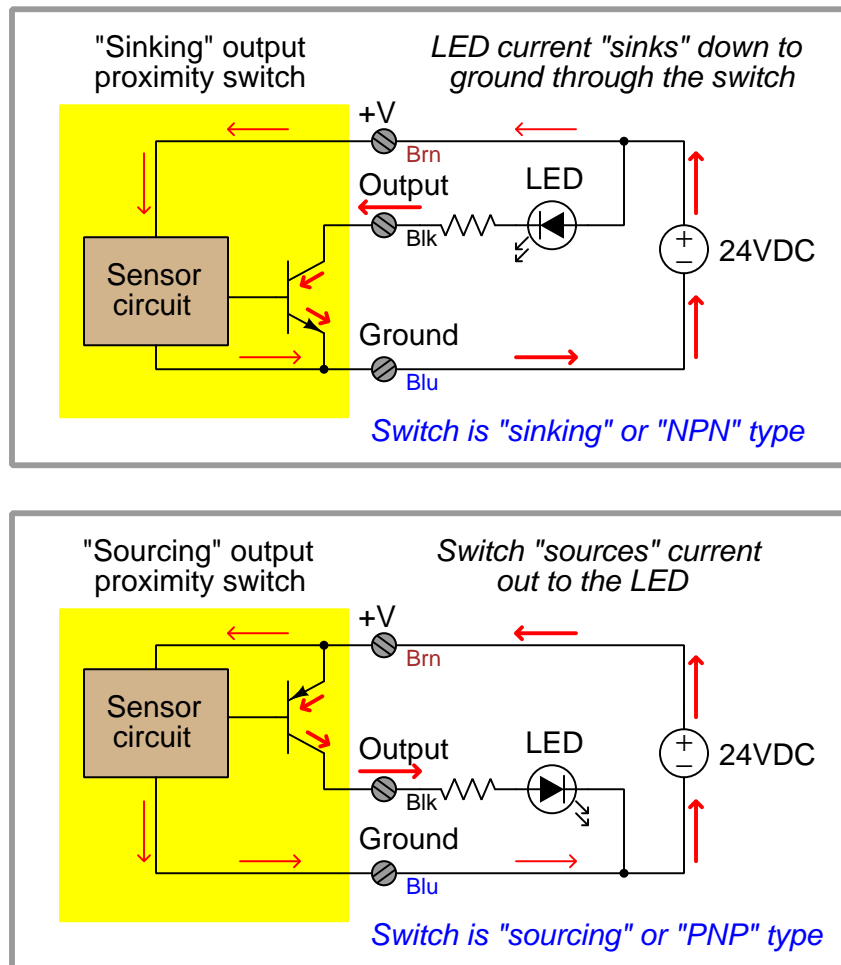 "Sinking" output
proximity switch
LED current "sinks" down to
ground through the switch
+V
Brn
Output
LED
Blk
+
−
24VDC
Sensor
circuit
Ground
Blu
Switch is "sinking" or "NPN" type
"Sourcing" output
proximity switch
Switch "sources" current
out to the LED
+V
Brn
Sensor
circuit
Output
LED
+
−
24VDC
Blk
Ground
Blu
Switch is "sourcing" or "PNP" type